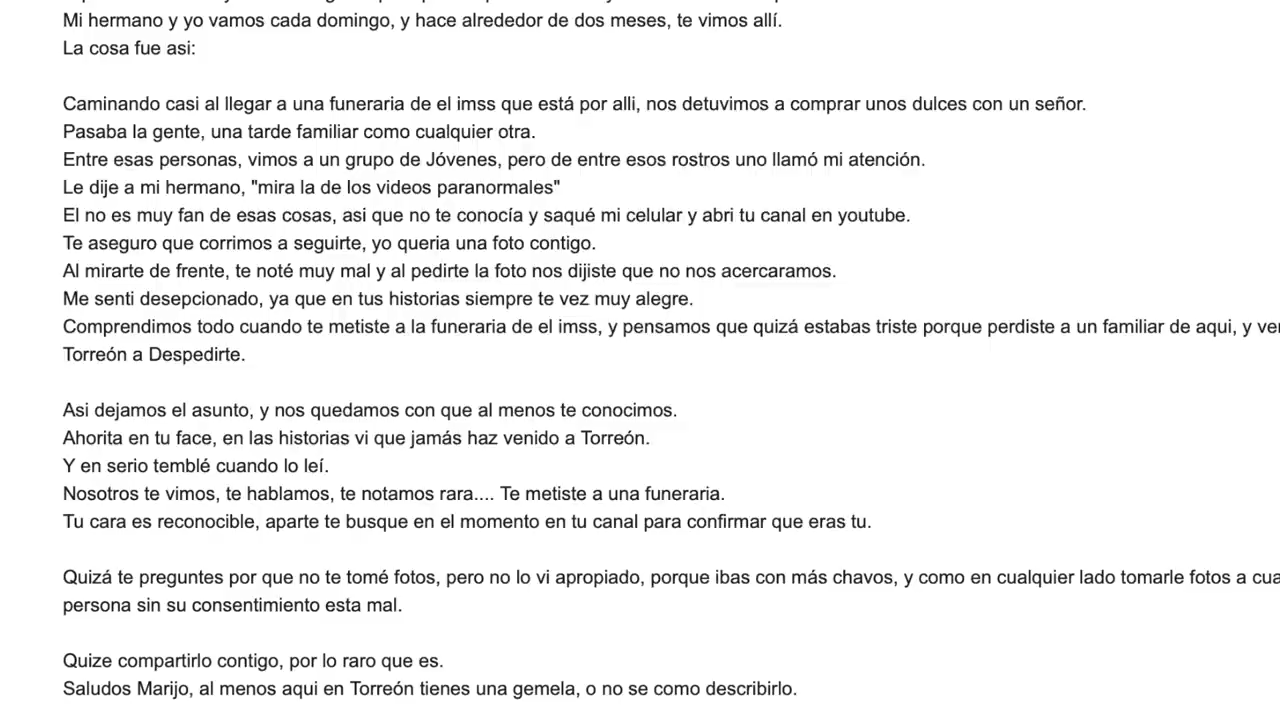 Mi hermano y yo vamos cada domingo, y hace alrededor de dos meses, te vimos allí.
La cosa fue asi:
Caminando casi al llegar a una funeraria de el imss que está por alli, nos detuvimos a comprar unos dulces con un señor.
Pasaba la gente, una tarde familiar como cualquier otra.
Entre esas personas, vimos a un grupo de Jóvenes, pero de entre esos rostros uno llamó mi atención.
Le dije a mi hermano, "mira la de los videos paranormales"
El no es muy fan de esas cosas, asi que no te conocía y saqué mi celular y abri tu canal en youtube.
Te aseguro que corrimos a seguirte, yo queria una foto contigo.
Al mirarte de frente, te noté muy mal y al pedirte la foto nos dijiste que no nos acercaramos.
Me senti desepcionado, ya que en tus historias siempre te vez muy alegre.
Comprendimos todo cuando te metiste a la funeraria de el imss, y pensamos que quizá estabas triste porque perdiste a un familiar de aqui, y
Torreón a Despedirte.
Asi dejamos el asunto, y nos quedamos con que al menos te conocimos.
Ahorita en tu face, en las historias vi que jamás haz venido a Torreón.
Y en serio temblé cuando lo leí.
Nosotros te vimos, te hablamos, te notamos rara.... Te metiste a una funeraria.
Tu cara es reconocible, aparte te busque en el momento en tu canal para confirmar que eras tu.
Quizá te preguntes por que no te tomé fotos, pero no lo vi apropiado, porque ibas con más chavos, y como en cualquier lado tomarle fotos a
persona sin su consentimiento esta mal.
Quize compartirlo contigo, por lo raro que es.
Saludos Marijo, al menos aqui en Torreón tienes una gemela, o no se como describirlo.